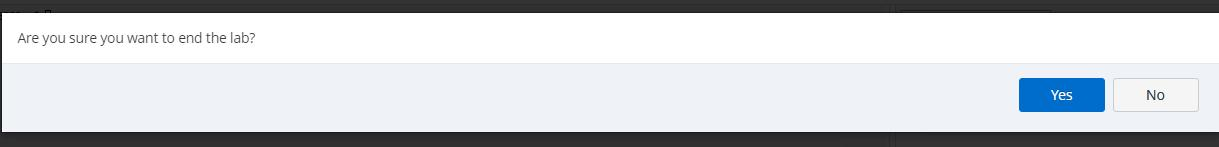 Are you sure you want to end the lab?
Yes
No